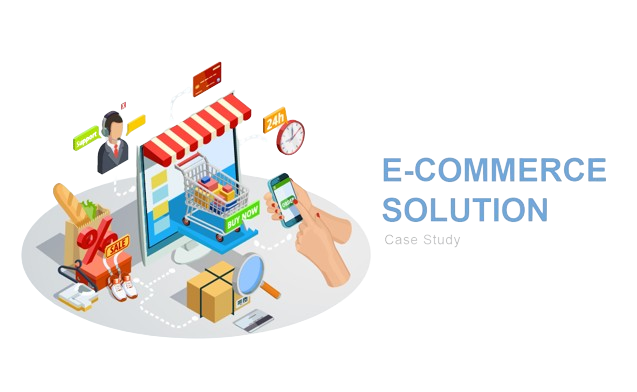 E-COMMERCE
SOLUTION
Case Study
Support
24h
BUY NOW
SALE
%